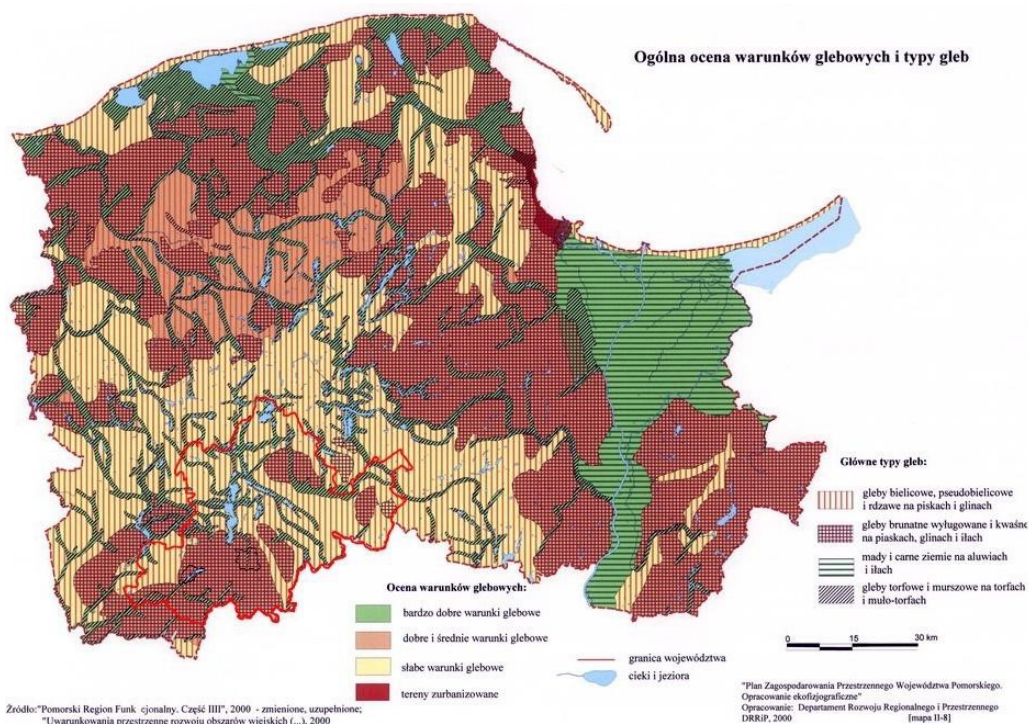 Ogólna ocena warunków glebowych i typy gleb
Główne typy gleb:
gleby bielicowe, pseudobielicowe
i rdzawe na piskach i glinach
gleby brunatne wyługowane i kwaśne
na piaskach, glinach i iłach
mady i carne ziemie na aluwiach
i iłach
gleby torfowe i murszowe na torfach
i muło-torfach
Ocena warunków glebowych:
bardzo dobre warunki glebowe
dobre i średnie warunki glebowe
słabe warunki glebowe
tereny zurbanizowane
granica województwa
cieki i jeziora
0 15 30 km
Źródło:"Pomorski Region Funk cjonalny. Część IIII", 2000 - zmienione, uzupełnione;
"Uwarunkowania przestrzenne rozwoju obszarów wiejskich (...), 2000
"Plan Zagospodarowania Przestrzennego Województwa Pomorskiego.
Opracowanie ekofizjograficzne"
Opracowanie: Departament Rozwoju Regionalnego i Przestrzennego
DRRiP, 2000 [mapa II-8]